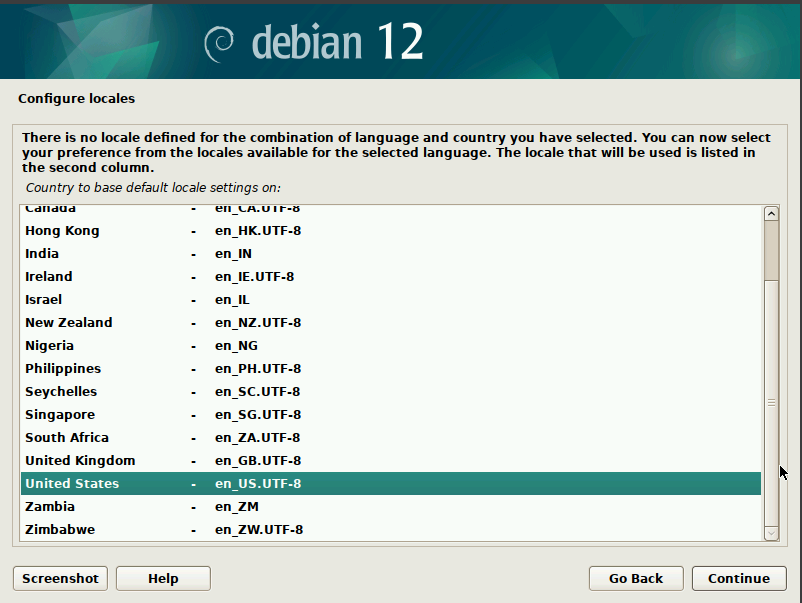 debian 12
Configure locales
There is no locale defined for the combination of language and country you have selected. You can now select
your preference from the locales available for the selected language. The locale that will be used is listed in
the second column.
Country to base default locale settings on:
Canada - en_CA.UTF-8
Hong Kong - en_HK.UTF-8
India - en_IN
Ireland - en_IE.UTF-8
Israel - en_IL
New Zealand - en_NZ.UTF-8
Nigeria - en_NG
Philippines - en_PH.UTF-8
Seychelles - en_SC.UTF-8
Singapore - en_SG.UTF-8
South Africa - en_ZA.UTF-8
United Kingdom - en_GB.UTF-8
United States - en_US.UTF-8
Zambia - en_ZM
Zimbabwe - en_ZW.UTF-8
Screenshot Help Go Back Continue